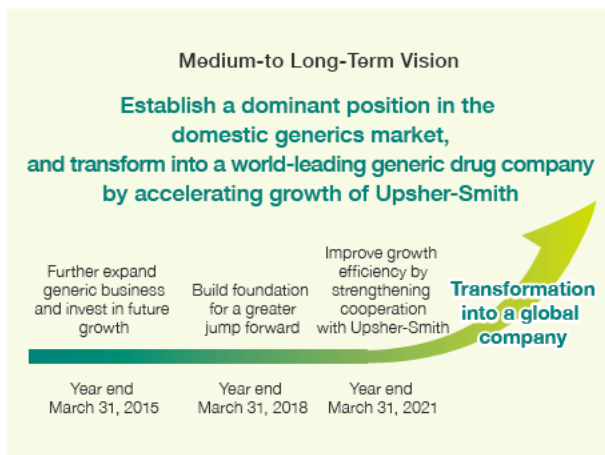 Medium-to Long-Term Vision
Establish a dominant position in the
domestic generics market,
and transform into a world-leading generic drug company
by accelerating growth of Upsher-Smith
Further expand
generic business
and invest in future
growth
Build foundation
for a greater
jump forward
Improve growth
efficiency by
strengthening
cooperation
with Upsher-Smith
Transformation
into a global
company
Year end
March 31, 2015
Year end
March 31, 2018
Year end
March 31, 2021